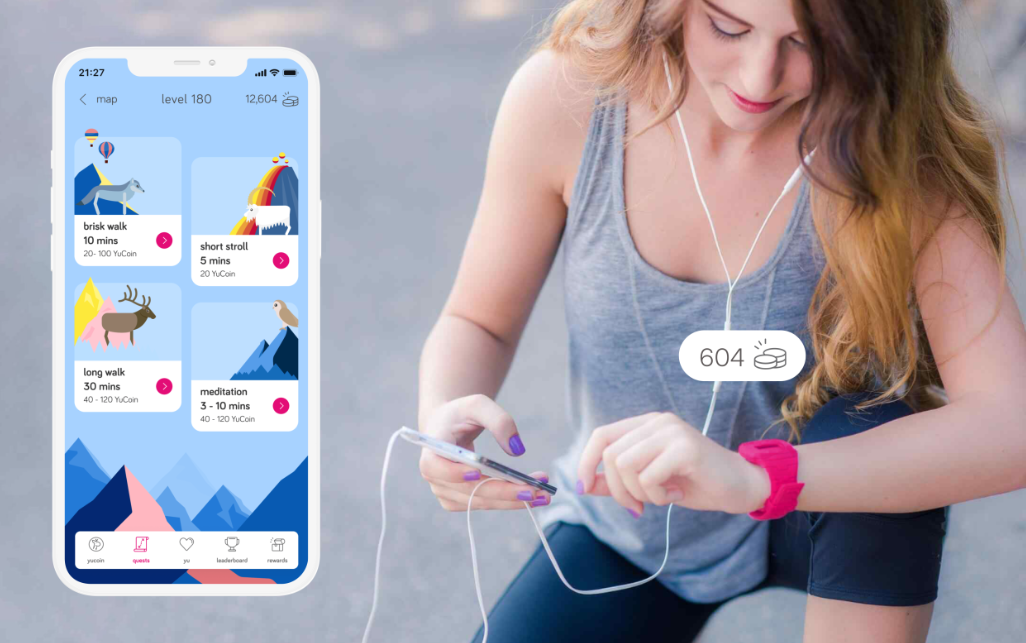 21:27
map
level 180
12,604
brisk walk
10 mins
20- 100 YuCoin
short stroll
5 mins
20 YuCoin
long walk
30 mins
40 - 120 YuCoin
meditation
3 - 10 mins
40 - 120 YuCoin
yucoin
quests
yu
leaderboard
rewards
604